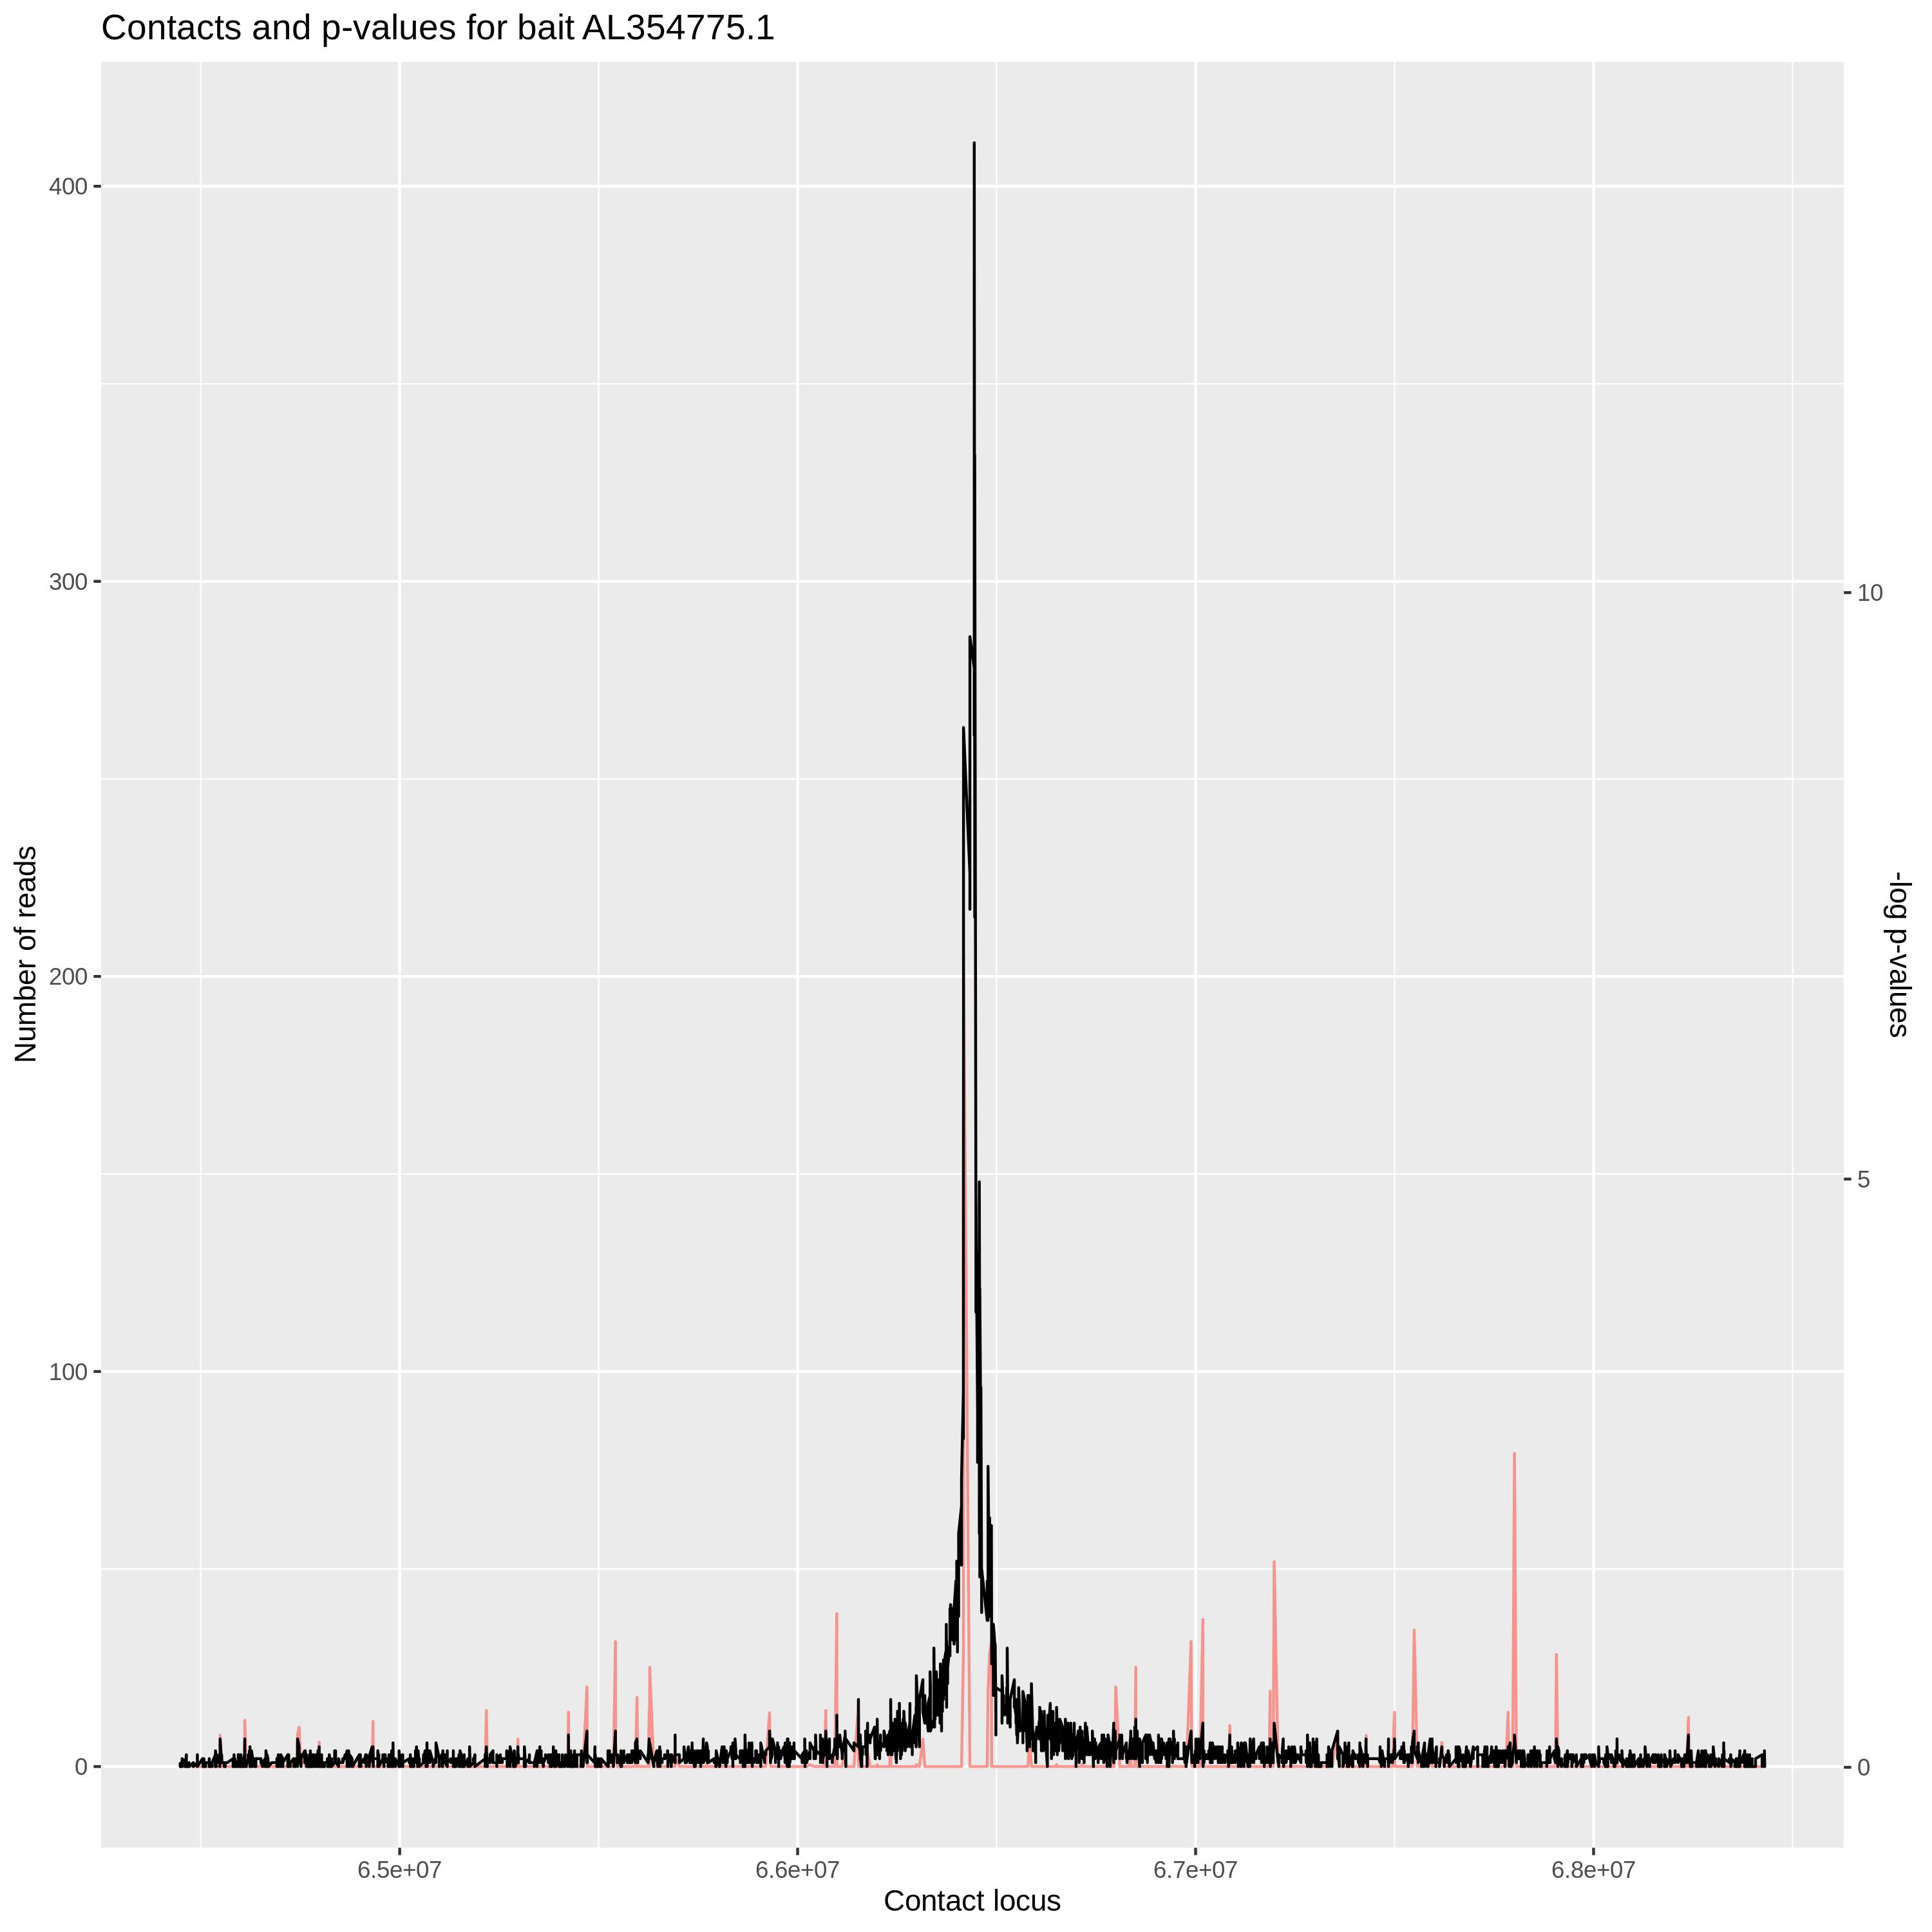 Contacts and p-values for bait AL354775.1
400
300
200
100
0
10
5
0
Number of reads
-log p-values
6.5e+07
6.6e+07
6.7e+07
6.8e+07
Contact locus